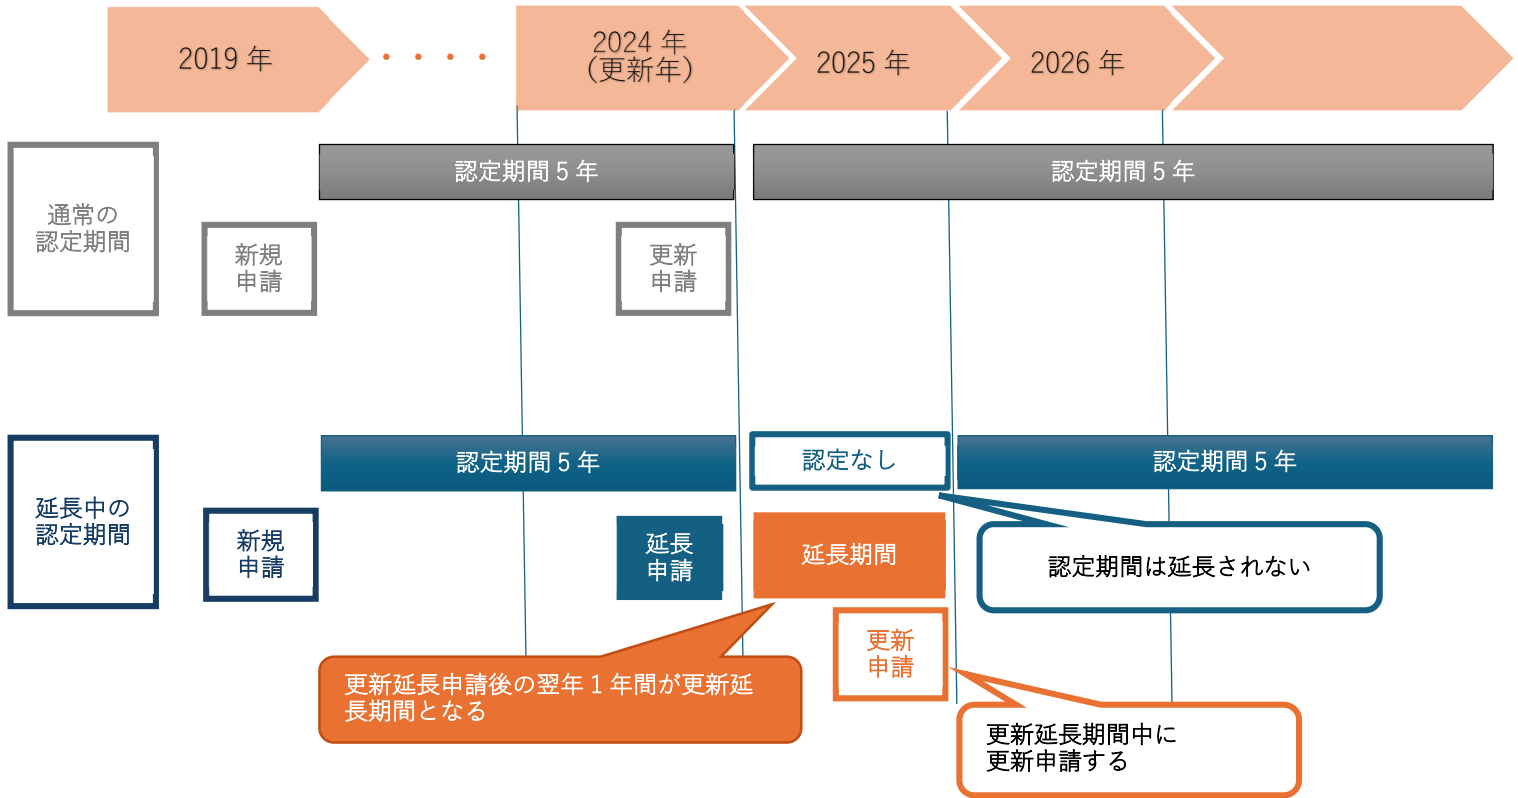 2019 年
・・・・
2024 年
（更新年）
2025 年
2026 年
通常の
認定期間
認定期間 5 年
認定期間 5 年
新規
申請
更新
申請
延長中の
認定期間
認定期間 5 年
認定なし
認定期間 5 年
新規
申請
延長
申請
延長期間
認定期間は延長されない
更新
申請
更新延長申請後の翌年 1 年間が更新延
長期間となる
更新延長期間中に
更新申請する